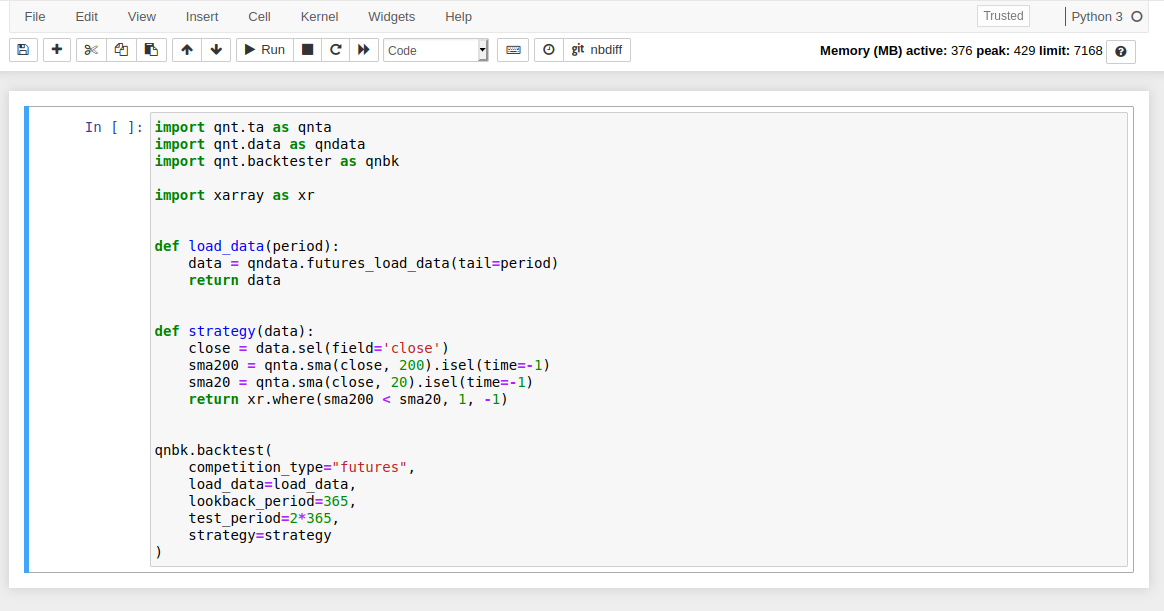 File Edit View Insert Cell Kernel Widgets Help Trusted Python 3
Run Code git nbdiff Memory (MB) active: 376 peak: 429 limit: 7168
In [ ]: import qnt.ta as qnta
import qnt.data as qndata
import qnt.backtester as qnbk
import xarray as xr
def load_data(period):
    data = qndata.futures_load_data(tail=period)
    return data
def strategy(data):
    close = data.sel(field='close')
    sma200 = qnta.sma(close, 200).isel(time=-1)
    sma20 = qnta.sma(close, 20).isel(time=-1)
    return xr.where(sma200 < sma20, 1, -1)
qnbk.backtest(
    competition_type="futures",
    load_data=load_data,
    lookback_period=365,
    test_period=2*365,
    strategy=strategy
)